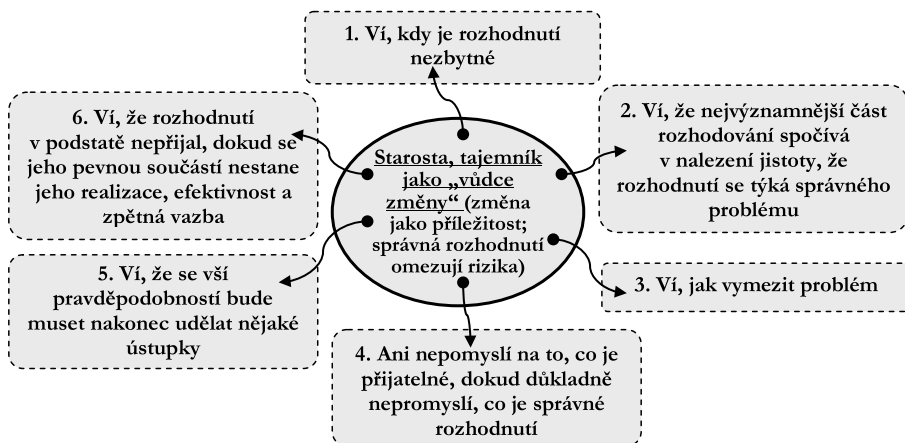 1. Ví, kdy je rozhodnutí
nezbytné
2. Ví, že nejvýznamnější část
rozhodování spočívá
v nalezení jistoty, že
rozhodnutí se týká správného
problému
3. Ví, jak vymezit problém
4. Ani nepomyslí na to, co je
přijatelné, dokud důkladně
nepromyslí, co je správné
rozhodnutí
5. Ví, že se vší
pravděpodobností bude
muset nakonec udělat nějaké
ústupky
6. Ví, že rozhodnutí
v podstatě nepřijal, dokud se
jeho pevnou součástí nestane
jeho realizace, efektivnost a
zpětná vazba
Starosta, tajemník
jako „vůdce
změny“ (změna
jako příležitost;
správná rozhodnutí
omezují rizika)